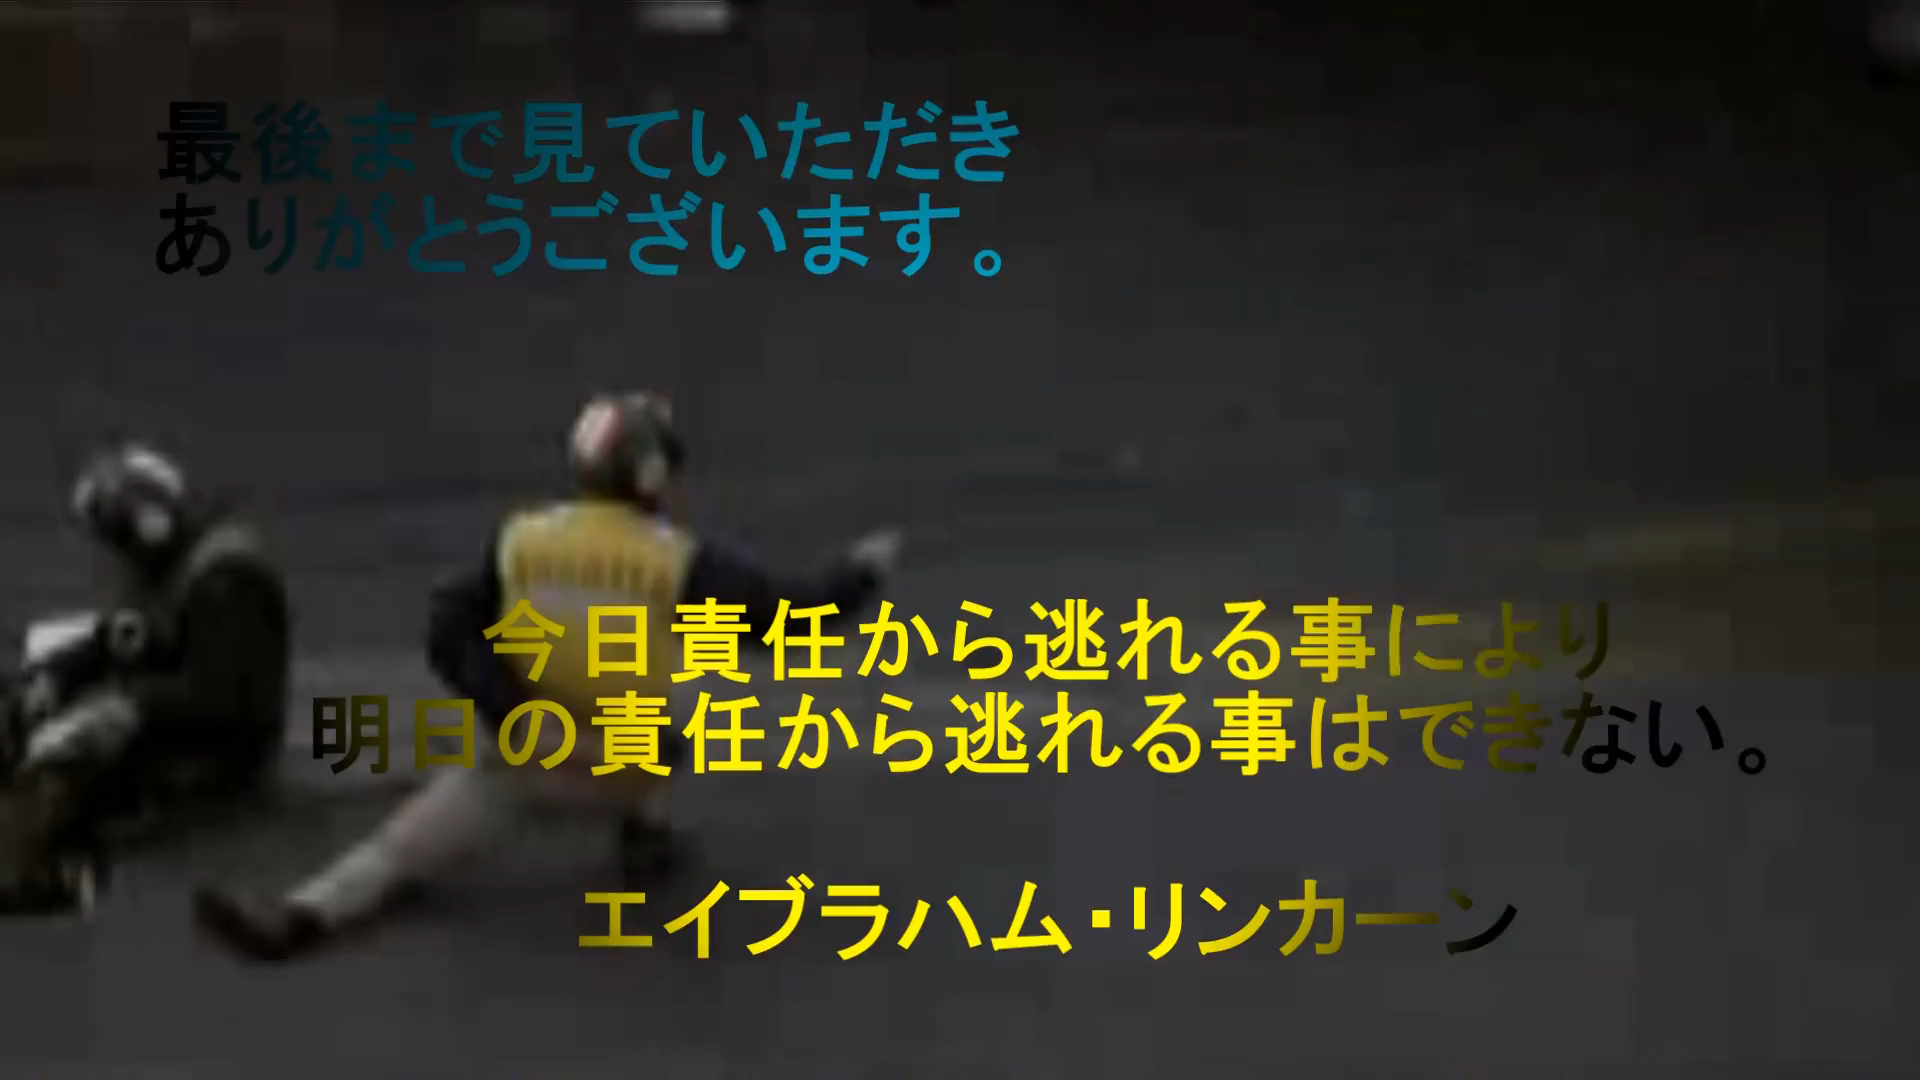 最後まで見ていただき
ありがとうございます。
今日責任から逃れる事により
明日の責任から逃れる事はできない。
エイブラハム・リンカーン